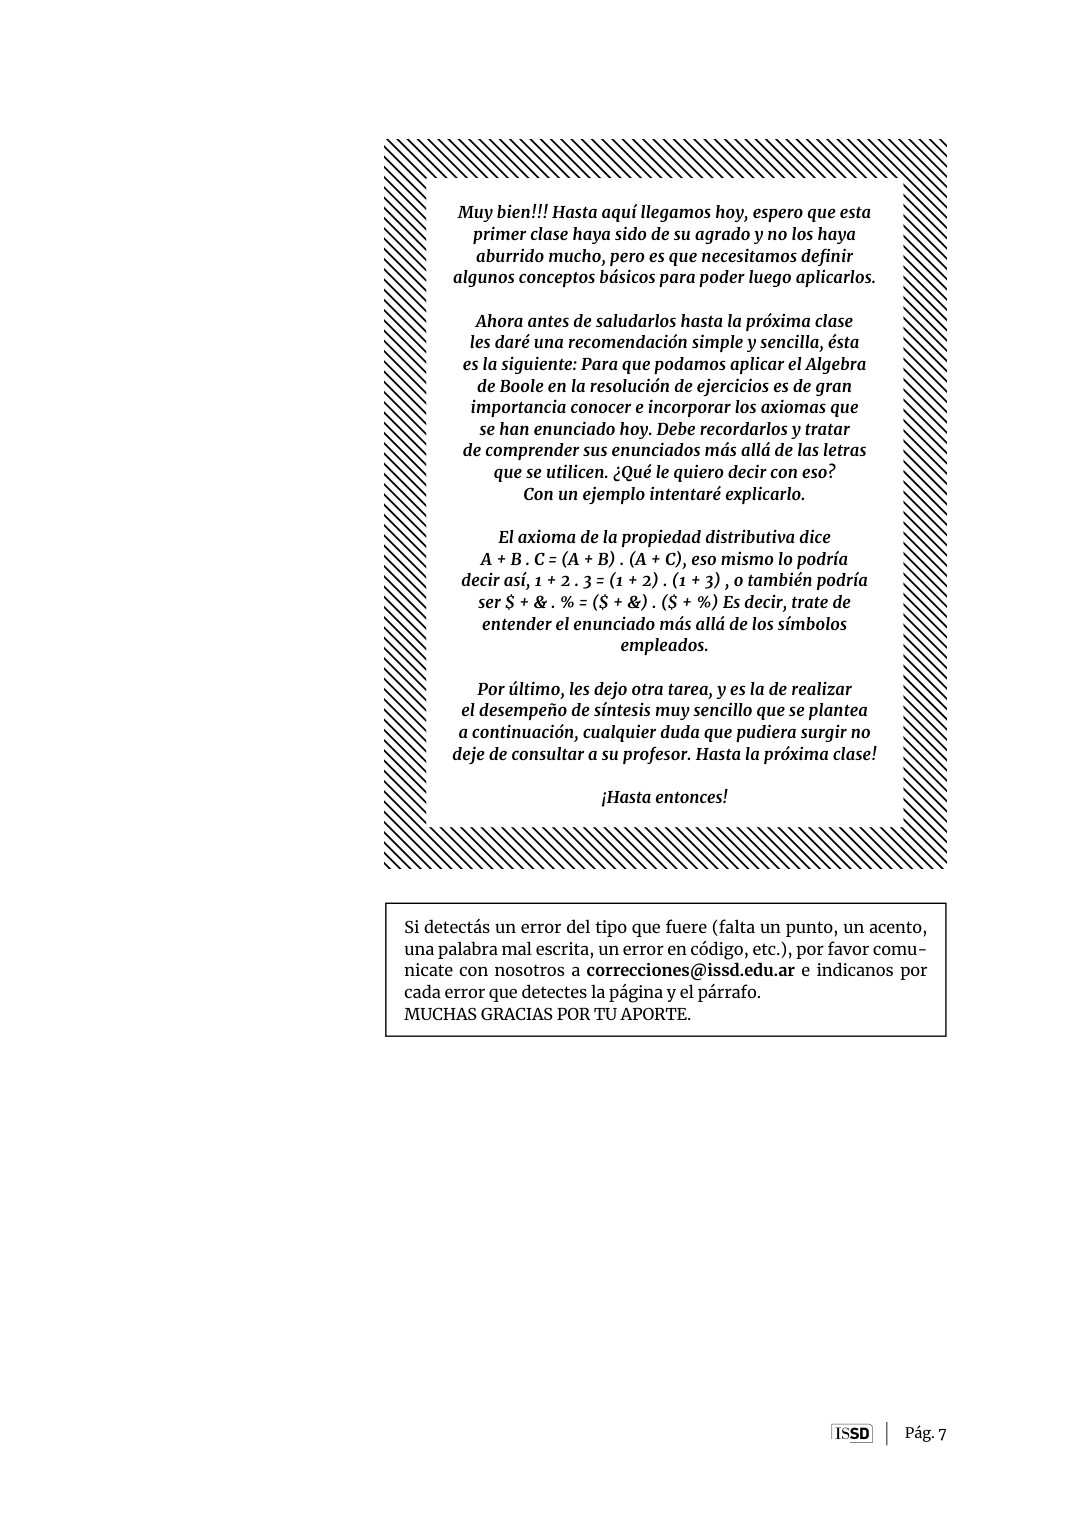 Muy bien!!! Hasta aquí llegamos hoy, espero que esta
primer clase haya sido de su agrado y no los haya
aburrido mucho, pero es que necesitamos definir
algunos conceptos básicos para poder luego aplicarlos.
Ahora antes de saludarlos hasta la próxima clase
les daré una recomendación simple y sencilla, ésta
es la siguiente: Para que podamos aplicar el Algebra
de Boole en la resolución de ejercicios es de gran
importancia conocer e incorporar los axiomas que
se han enunciado hoy. Debe recordarlos y tratar
de comprender sus enunciados más allá de las letras
que se utilicen. ¿Qué le quiero decir con eso?
Con un ejemplo intentaré explicarlo.
El axioma de la propiedad distributiva dice
A + B . C = (A + B) . (A + C), eso mismo lo podría
decir así, 1 + 2 . 3 = (1 + 2) . (1 + 3) , o también podría
ser $ + & . % = ($ + &) . ($ + %) Es decir, trate de
entender el enunciado más allá de los símbolos
empleados.
Por último, les dejo otra tarea, y es la de realizar
el desempeño de síntesis muy sencillo que se plantea
a continuación, cualquier duda que pudiera surgir no
deje de consultar a su profesor. Hasta la próxima clase!
¡Hasta entonces!
Si detectás un error del tipo que fuere (falta un punto, un acento,
una palabra mal escrita, un error en código, etc.), por favor comu-
nicate con nosotros a correcciones@issd.edu.ar e indicanos por
cada error que detectes la página y el párrafo.
MUCHAS GRACIAS POR TU APORTE.
ISSD | Pág. 7